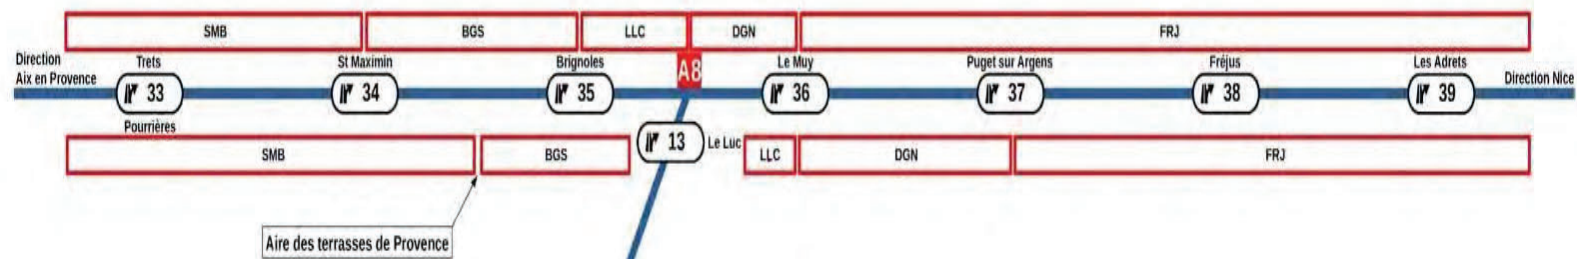 SMB BGS LLC DGN FRJ
Direction
Aix en Provence
Trets St Maximin Brignoles A8 Le Muy Puget sur Argens Fréjus Les Adrets
33 34 35 36 37 38 39 Direction Nice
Pourrières
13 Le Luc
SMB BGS LLC DGN FRJ
Aire des terrasses de Provence